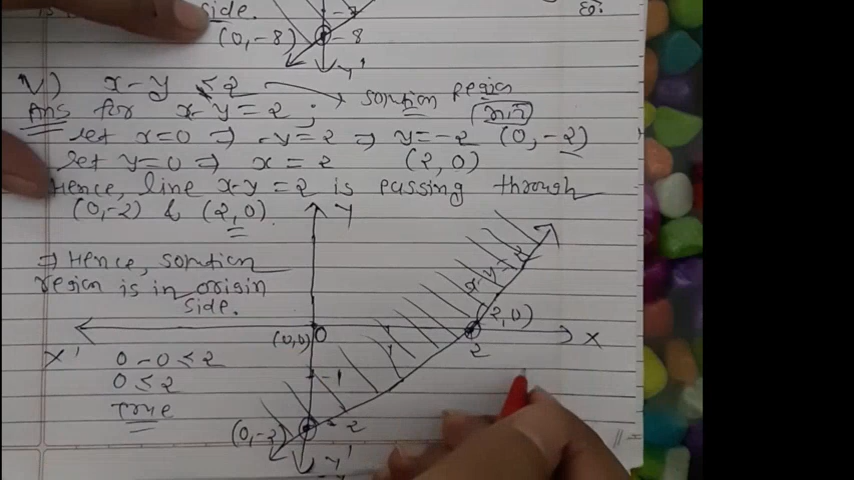 side.
(0,-8) -8
Y'
V) x-y ≤ 2 → solution region
Ans for x-y=2 ;
let x=0 ⇒ -y=2 ⇒ y=-2 (0,-2)
let y=0 ⇒ x=2 (2,0)
Hence, line x-y=2 is passing through
(0,-2) & (2,0).
Y
⇒ Hence, solution
region is in origin
side.
x-y=2
(2,0)
(0,0) 0
X' X
2
0-0≤2
0≤2
True
-1
(0,-2) -2
Y'